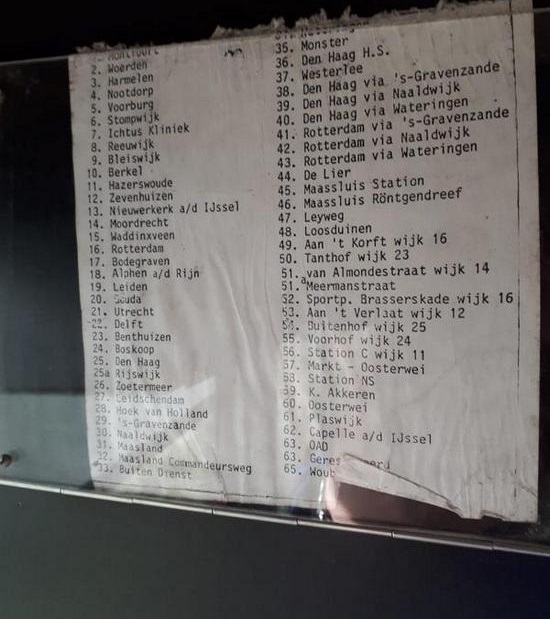 2. Woerden
3. Harmelen
4. Nootdorp
5. Voorburg
6. Stompwijk
7. Ichtus Kliniek
8. Reeuwijk
9. Bleiswijk
10. Berkel
11. Hazerswoude
12. Zevenhuizen
13. Nieuwerkerk a/d IJssel
14. Moordrecht
15. Waddinxveen
16. Rotterdam
17. Bodegraven
18. Alphen a/d Rijn
19. Leiden
20. Gouda
21. Utrecht
22. Delft
23. Benthuizen
24. Boskoop
25. Den Haag
25a Rijswijk
26. Zoetermeer
27. Leidschendam
28. Hoek van Holland
29. 's-Gravenzande
30. Naaldwijk
31. Maasland
32. Maasland Commandeursweg
33. Buiten Dienst
35. Monster
36. Den Haag H.S.
37. Westerlee
38. Den Haag via 's-Gravenzande
39. Den Haag via Naaldwijk
40. Den Haag via Wateringen
41. Rotterdam via 's-Gravenzande
42. Rotterdam via Naaldwijk
43. Rotterdam via Wateringen
44. De Lier
45. Maassluis Station
46. Maassluis Röntgendreef
47. Leyweg
48. Loosduinen
49. Aan 't Korft wijk 16
50. Tanthof wijk 23
51. van Almondestraat wijk 14
51.a Meermanstraat
52. Sportp. Brasserskade wijk 16
53. Aan 't Verlaat wijk 12
54. Buitenhof wijk 25
55. Voorhof wijk 24
56. Station C wijk 11
57. Markt - Oosterwei
58. Station NS
59. K. Akkeren
60. Oosterwei
61. Plaswijk
62. Capelle a/d IJssel
63. OAD
63.
65.